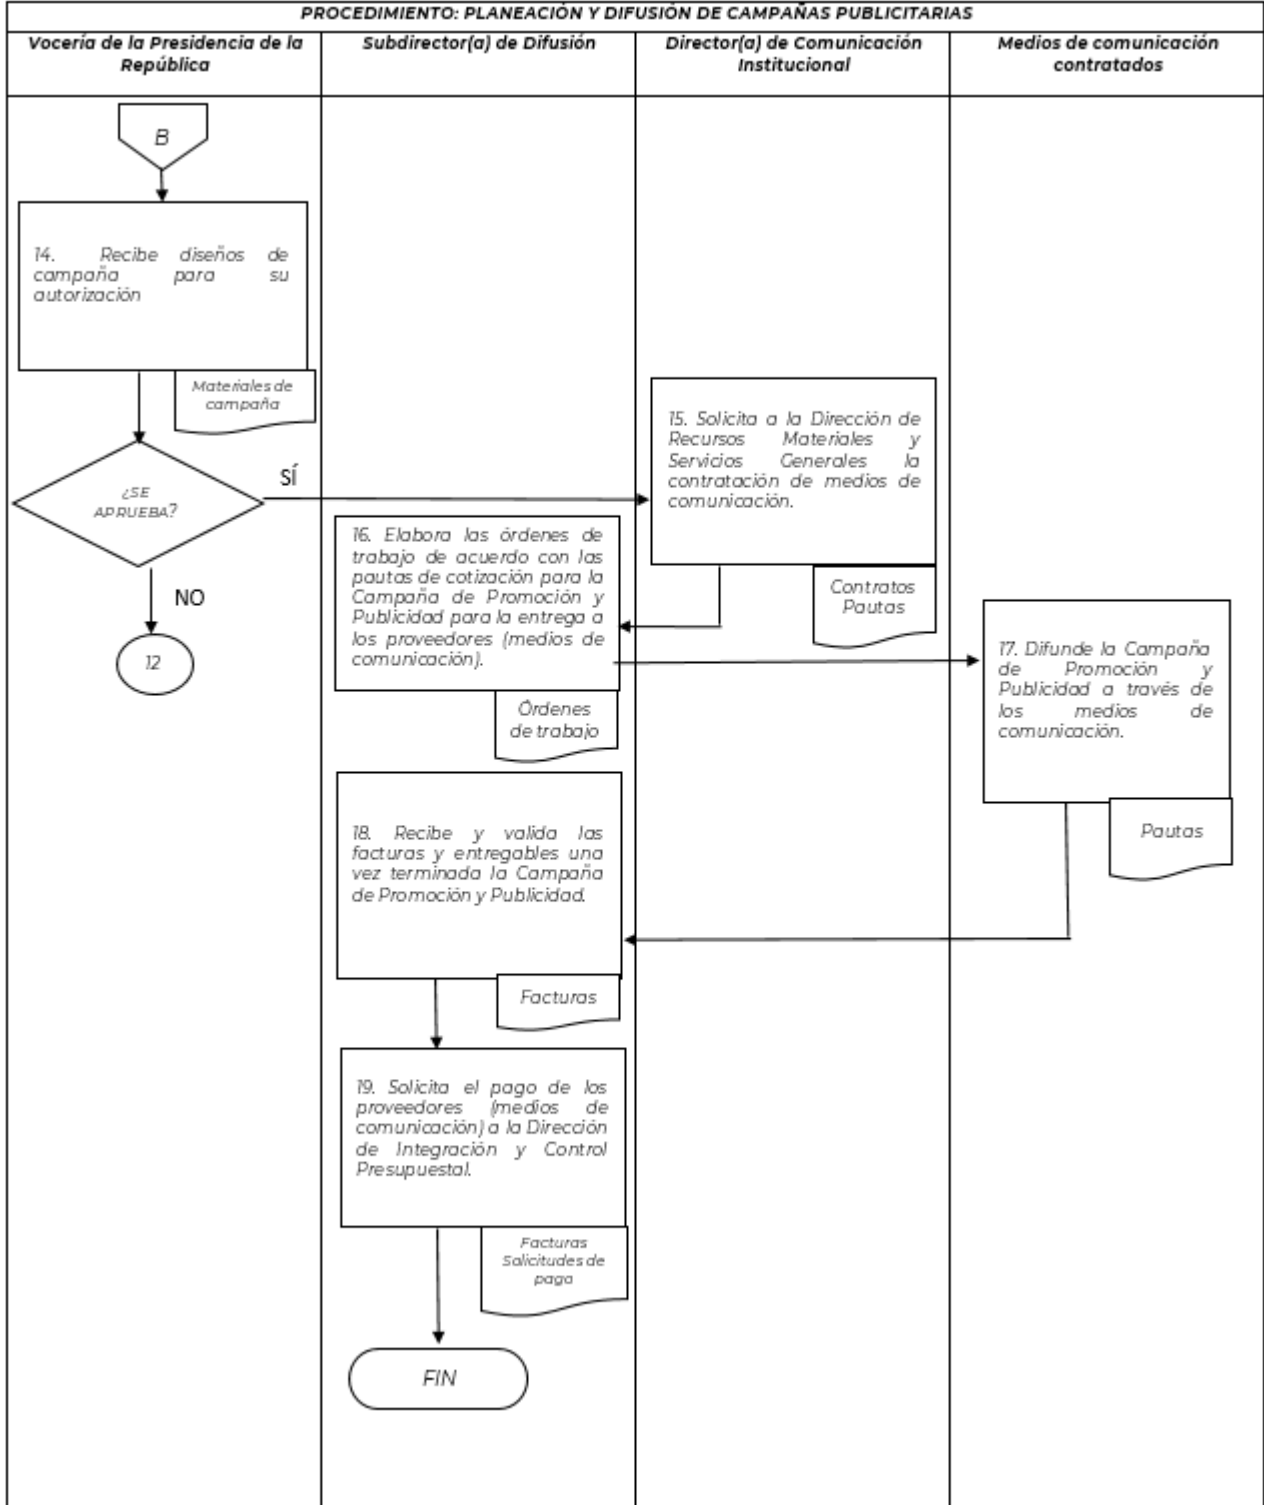 PROCEDIMIENTO: PLANEACIÓN Y DIFUSIÓN DE CAMPAÑAS PUBLICITARIAS
Vocería de la Presidencia de la
República
Subdirector(a) de Difusión
Director(a) de Comunicación
Institucional
Medios de comunicación
contratados
B
14. Recibe diseños de
campaña para su
autorización
Materiales de
campaña
¿SE
APRUEBA?
SÍ
NO
12
15. Solicita a la Dirección de
Recursos Materiales y
Servicios Generales la
contratación de medios de
comunicación.
Contratos
Pautas
16. Elabora las órdenes de
trabajo de acuerdo con las
pautas de cotización para la
Campaña de Promoción y
Publicidad para la entrega a
los proveedores (medios de
comunicación).
Órdenes
de trabajo
17. Difunde la Campaña
de Promoción y
Publicidad a través de
los medios de
comunicación.
Pautas
18. Recibe y valida las
facturas y entregables una
vez terminada la Campaña
de Promoción y Publicidad.
Facturas
19. Solicita el pago de los
proveedores (medios de
comunicación) a la Dirección
de Integración y Control
Presupuestal.
Facturas
Solicitudes de
pago
FIN